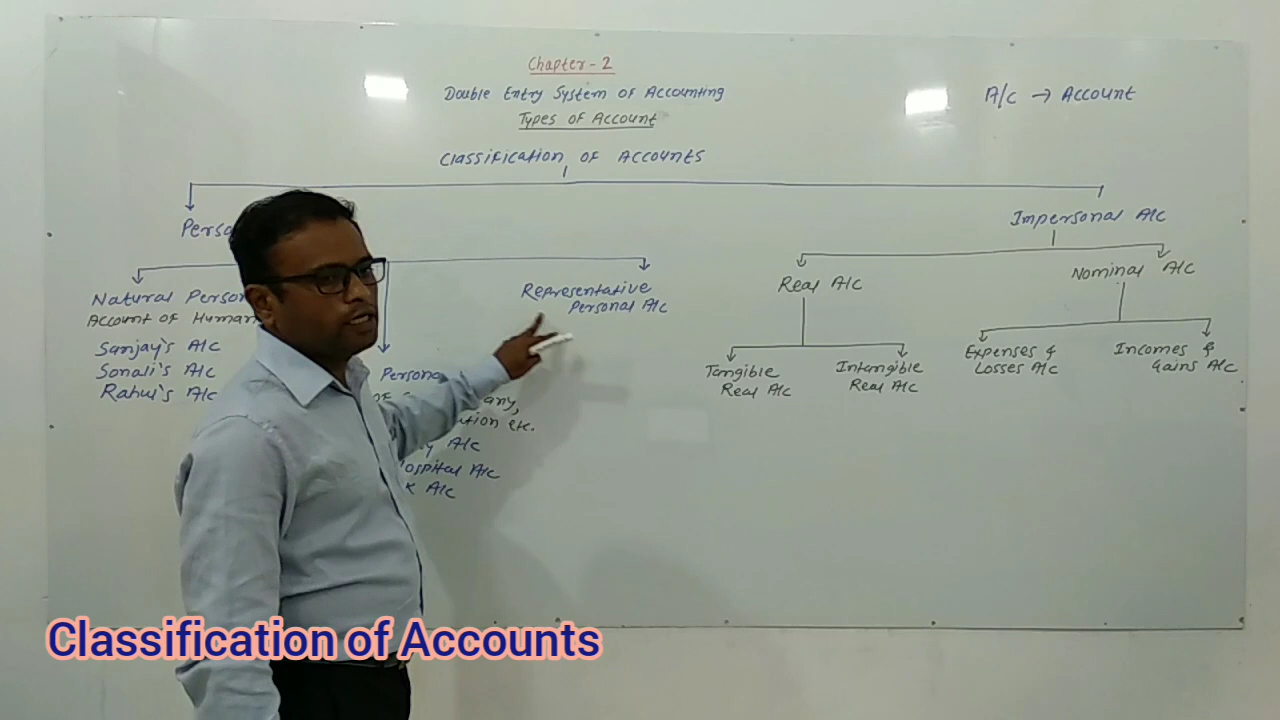 Chapter - 2
Double Entry System of Accounting
A/c → Account
Types of Account
Classification of Accounts
Impersonal A/c
Natural
Account of Human
Sanjay's A/c
Sonali's A/c
Rahul's A/c
Representative
Personal A/c
etc.
A/c
A/c
A/c
Real A/c
Nominal A/c
Tangible
Real A/c
Intangible
Real A/c
Expenses &
Losses A/c
Incomes &
Gains A/c
Classification of Accounts